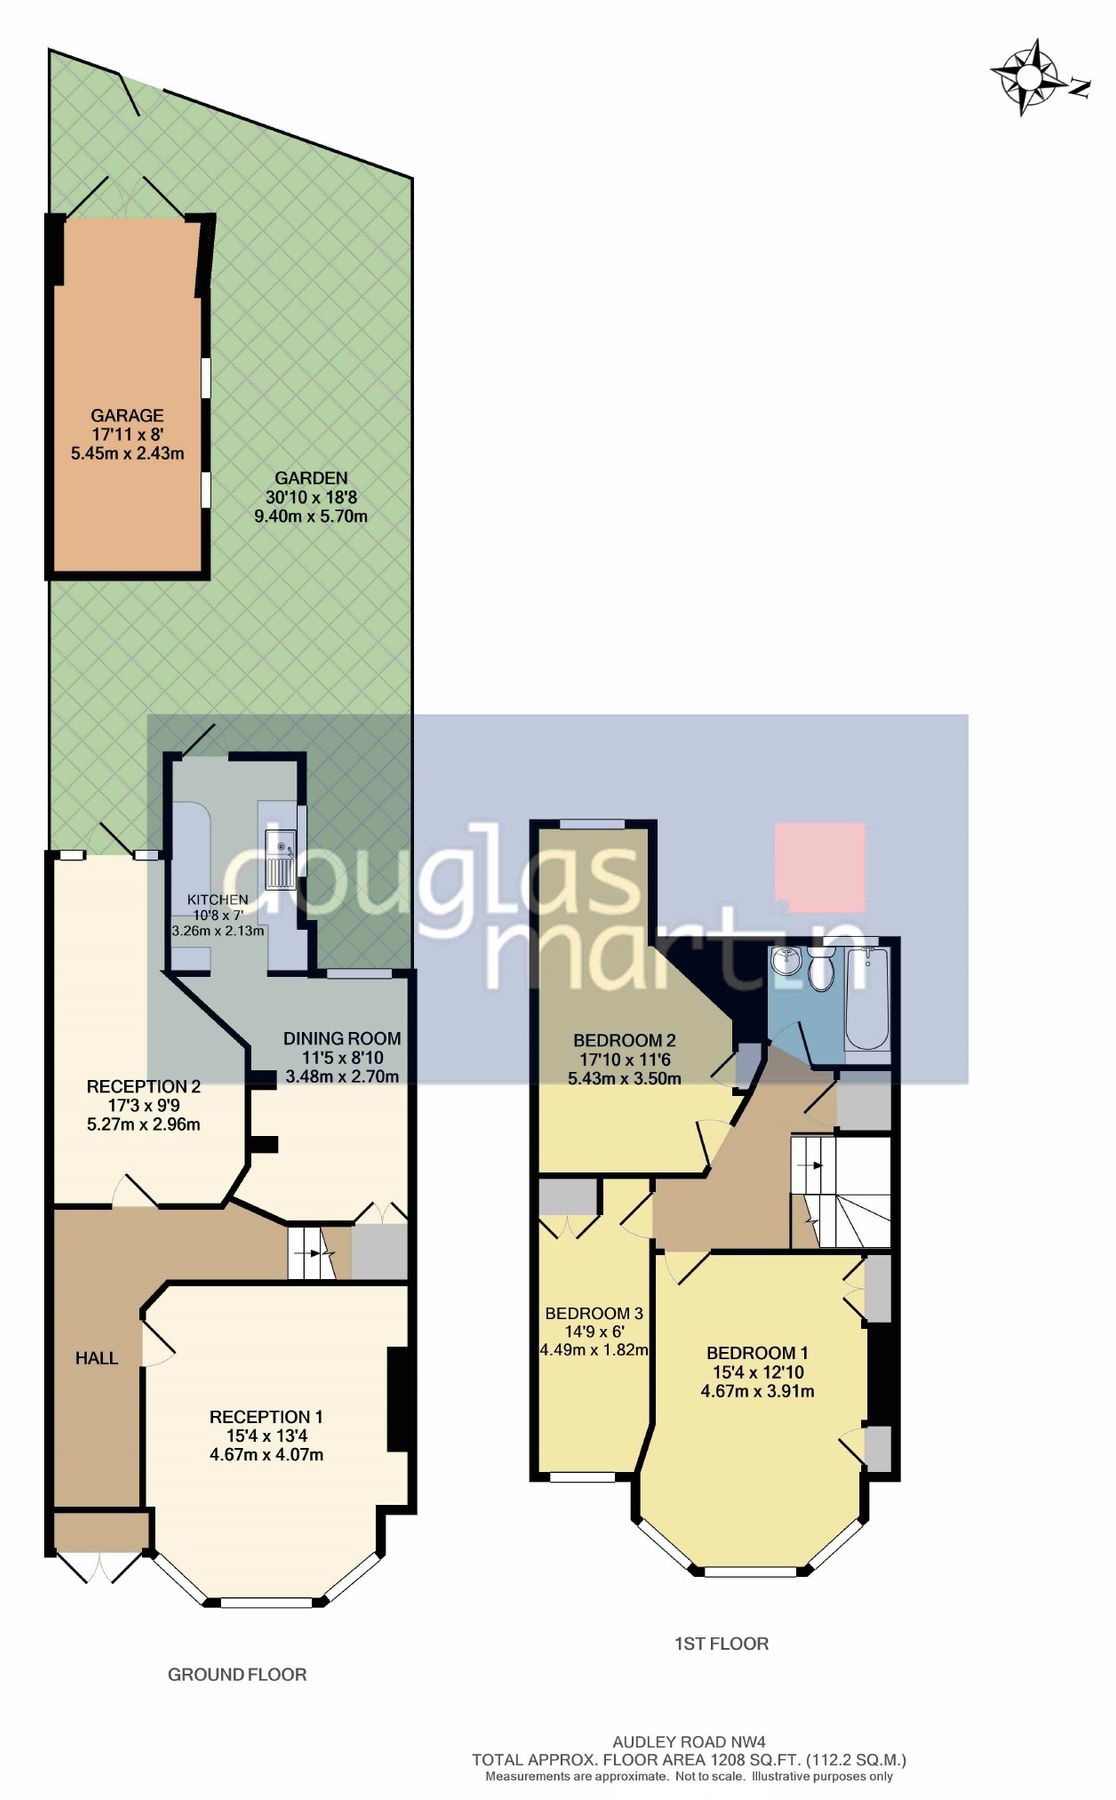 N
GARAGE
17'11 x 8'
5.45m x 2.43m
GARDEN
30'10 x 18'8
9.40m x 5.70m
douglas
martin
KITCHEN
10'8 x 7'
3.26m x 2.13m
DINING ROOM
11'5 x 8'10
3.48m x 2.70m
RECEPTION 2
17'3 x 9'9
5.27m x 2.96m
BEDROOM 2
17'10 x 11'6
5.43m x 3.50m
BEDROOM 3
14'9 x 6'
4.49m x 1.82m
BEDROOM 1
15'4 x 12'10
4.67m x 3.91m
HALL
RECEPTION 1
15'4 x 13'4
4.67m x 4.07m
1ST FLOOR
GROUND FLOOR
AUDLEY ROAD NW4
TOTAL APPROX. FLOOR AREA 1208 SQ.FT. (112.2 SQ.M.)
Measurements are approximate. Not to scale. Illustrative purposes only